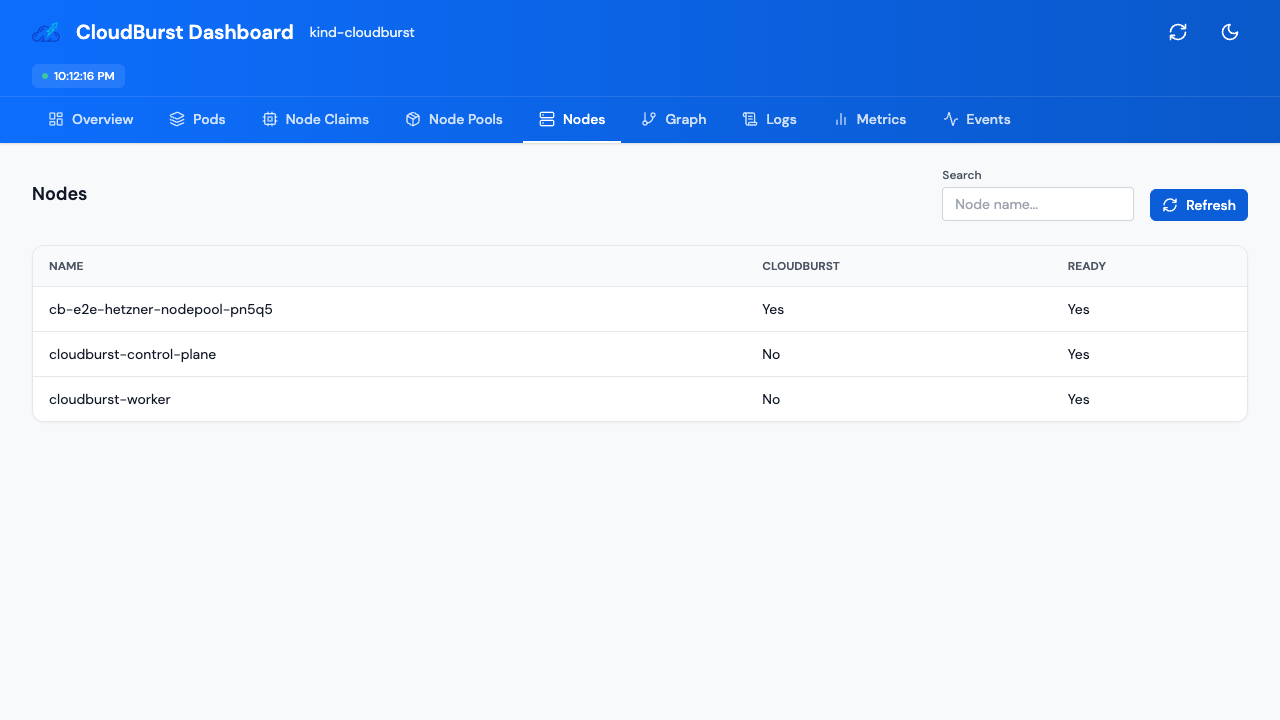 CloudBurst Dashboard kind-cloudburst
10:12:16 PM
Overview Pods Node Claims Node Pools Nodes Graph Logs Metrics Events
Nodes
Search
Node name...
Refresh
NAME CLOUDBURST READY
cb-e2e-hetzner-nodepool-pn5q5 Yes Yes
cloudburst-control-plane No Yes
cloudburst-worker No Yes